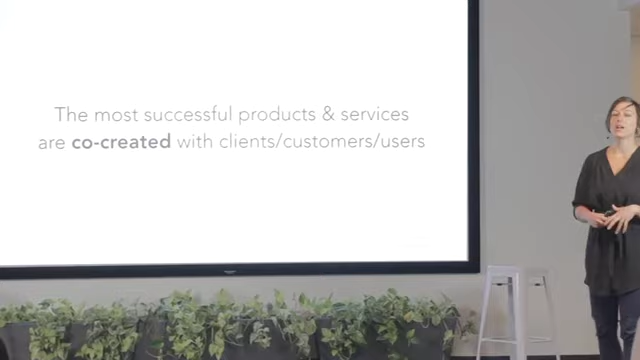 The most successful products & services
are co-created with clients/customers/users